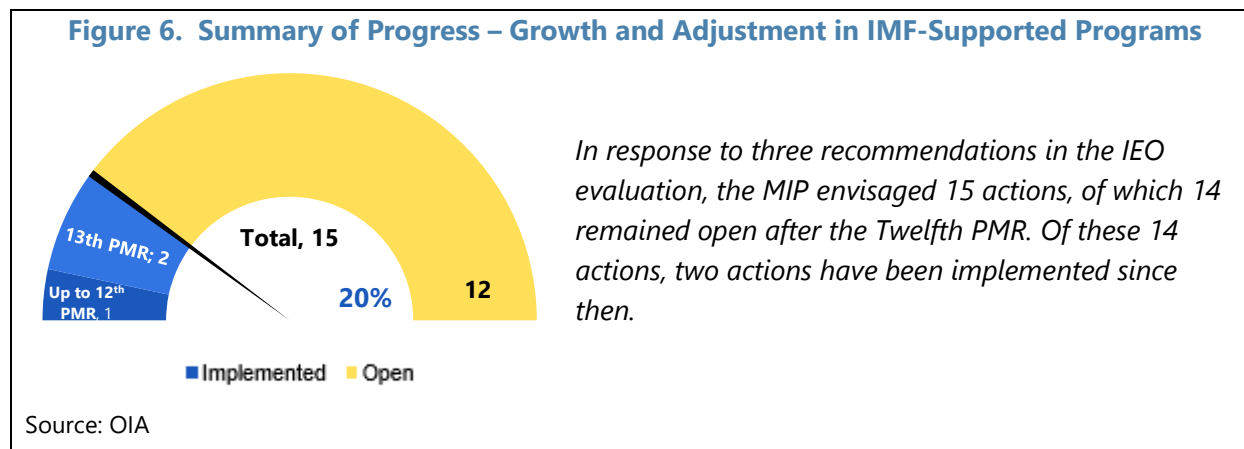 Figure 6. Summary of Progress – Growth and Adjustment in IMF-Supported Programs
13th PMR; 2
Up to 12th
PMR, 1
Total, 15
20%
12
Implemented Open
In response to three recommendations in the IEO
evaluation, the MIP envisaged 15 actions, of which 14
remained open after the Twelfth PMR. Of these 14
actions, two actions have been implemented since
then.
Source: OIA